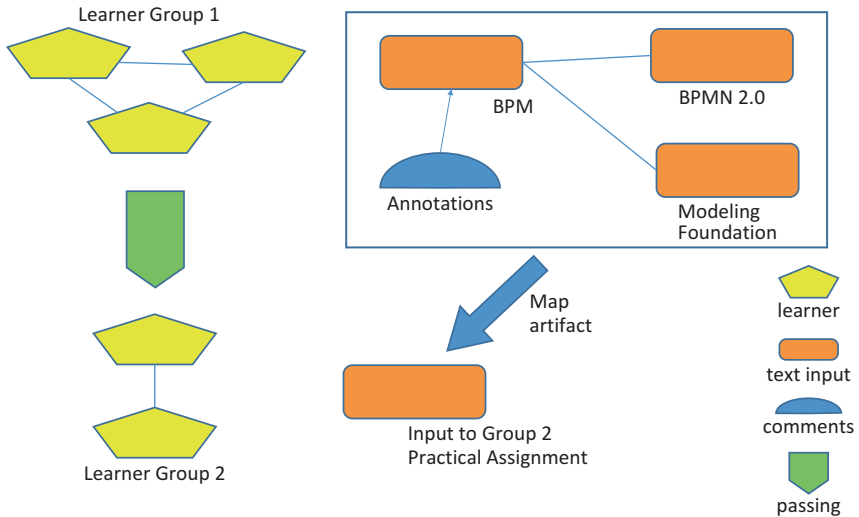 Learner Group 1
BPM
BPMN 2.0
Annotations
Modeling
Foundation
Map
artifact
Input to Group 2
Practical Assignment
Learner Group 2
learner
text input
comments
passing